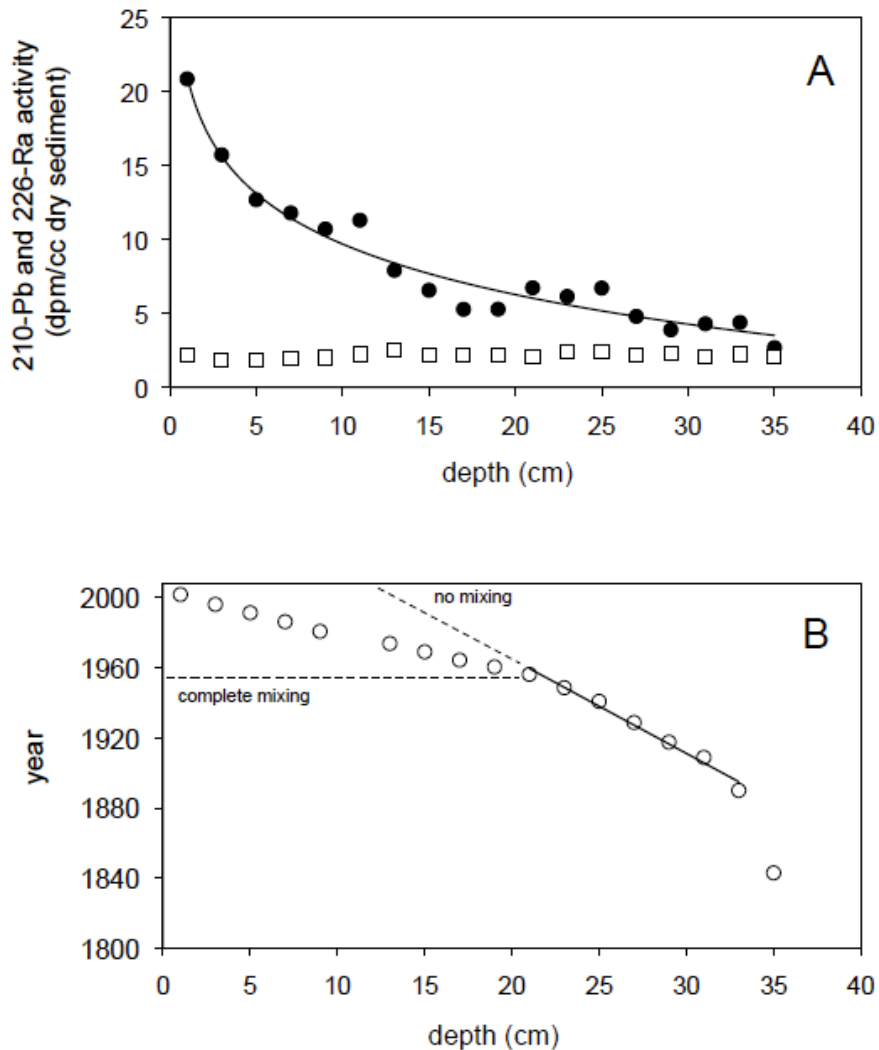 210-Pb and 226-Ra activity
(dpm/cc dry sediment)
25
20
15
10
5
0
A
0 5 10 15 20 25 30 35 40
depth (cm)
2000
1960
1920
1880
1840
1800
year
no mixing
complete mixing
B
0 5 10 15 20 25 30 35 40
depth (cm)